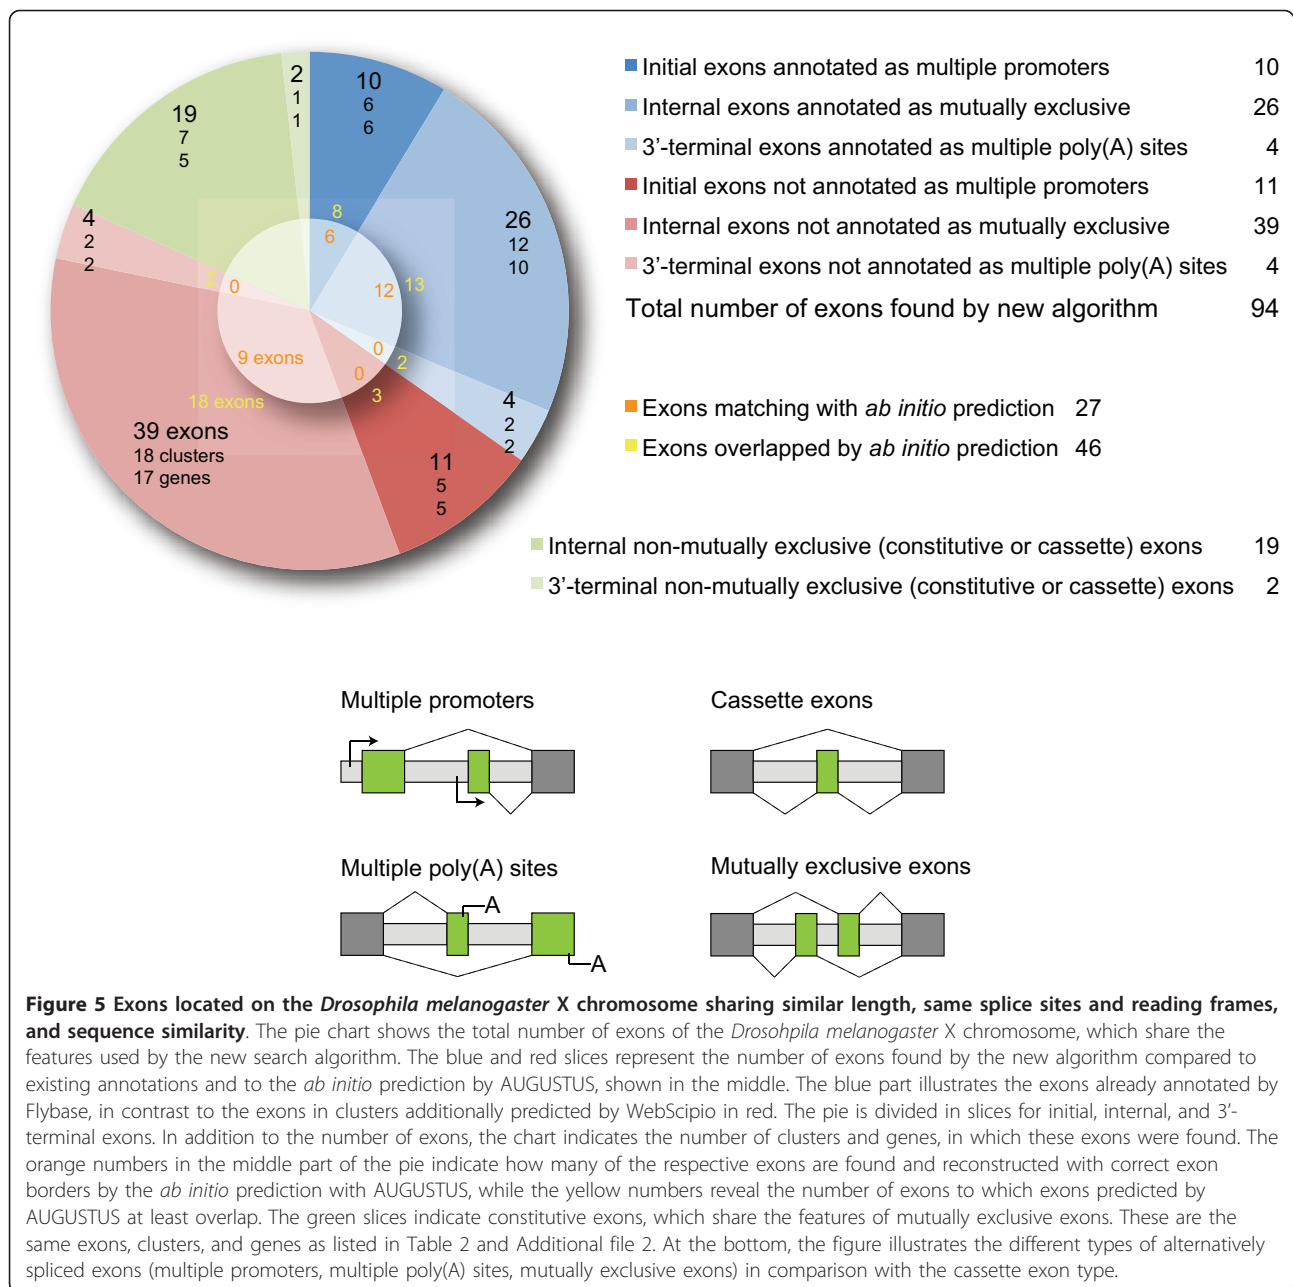 2
1
1
10
6
6
19
7
5
26
12
10
4
2
2
8
6
12
13
2
0
0
2
9 exons
0
3
18 exons
4
2
2
39 exons
18 clusters
17 genes
11
5
5
Initial exons annotated as multiple promoters 10
Internal exons annotated as mutually exclusive 26
3’-terminal exons annotated as multiple poly(A) sites 4
Initial exons not annotated as multiple promoters 11
Internal exons not annotated as mutually exclusive 39
3’-terminal exons not annotated as multiple poly(A) sites 4
Total number of exons found by new algorithm 94
Exons matching with ab initio prediction 27
Exons overlapped by ab initio prediction 46
Internal non-mutually exclusive (constitutive or cassette) exons 19
3’-terminal non-mutually exclusive (constitutive or cassette) exons 2
Multiple promoters
Cassette exons
Multiple poly(A) sites
A
A
Mutually exclusive exons
Figure 5 Exons located on the Drosophila melanogaster X chromosome sharing similar length, same splice sites and reading frames,
and sequence similarity. The pie chart shows the total number of exons of the Drosohpila melanogaster X chromosome, which share the
features used by the new search algorithm. The blue and red slices represent the number of exons found by the new algorithm compared to
existing annotations and to the ab initio prediction by AUGUSTUS, shown in the middle. The blue part illustrates the exons already annotated by
Flybase, in contrast to the exons in clusters additionally predicted by WebScipio in red. The pie is divided in slices for initial, internal, and 3’-
terminal exons. In addition to the number of exons, the chart indicates the number of clusters and genes, in which these exons were found. The
orange numbers in the middle part of the pie indicate how many of the respective exons are found and reconstructed with correct exon
borders by the ab initio prediction with AUGUSTUS, while the yellow numbers reveal the number of exons to which exons predicted by
AUGUSTUS at least overlap. The green slices indicate constitutive exons, which share the features of mutually exclusive exons. These are the
same exons, clusters, and genes as listed in Table 2 and Additional file 2. At the bottom, the figure illustrates the different types of alternatively
spliced exons (multiple promoters, multiple poly(A) sites, mutually exclusive exons) in comparison with the cassette exon type.